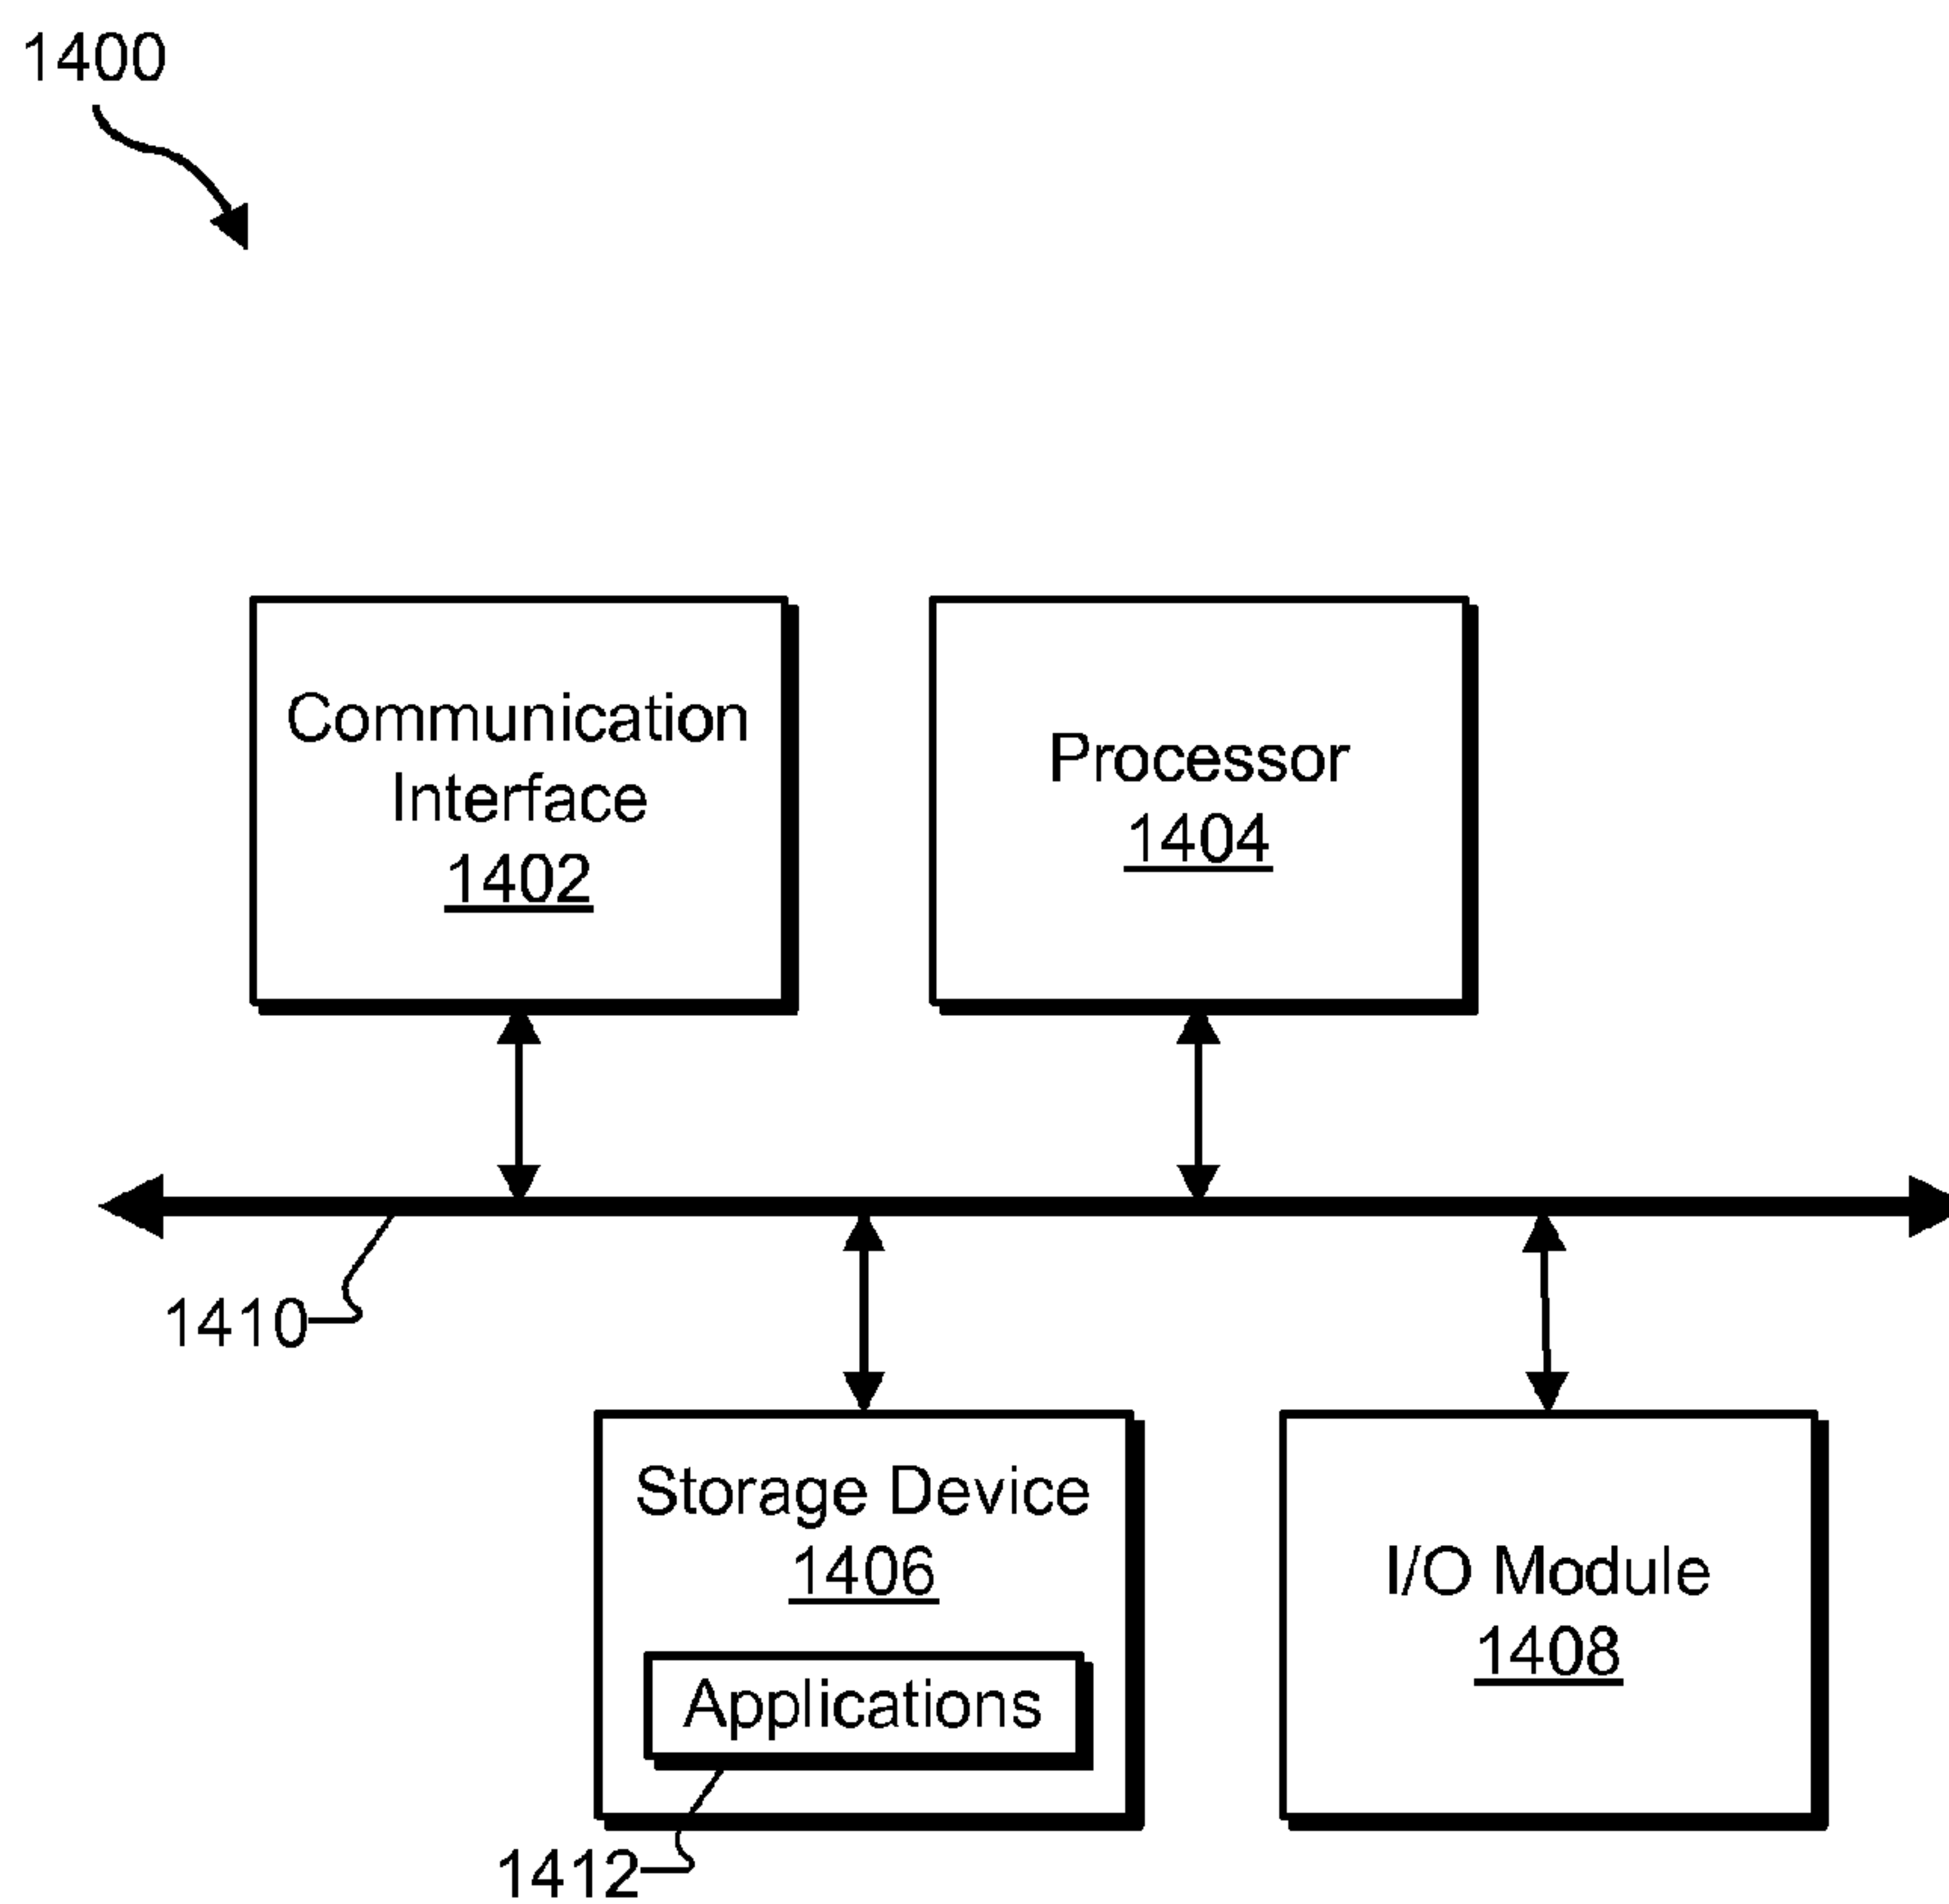 1400
Communication
Interface
1402
Processor
1404
1410
Storage Device
1406
Applications
1412
I/O Module
1408